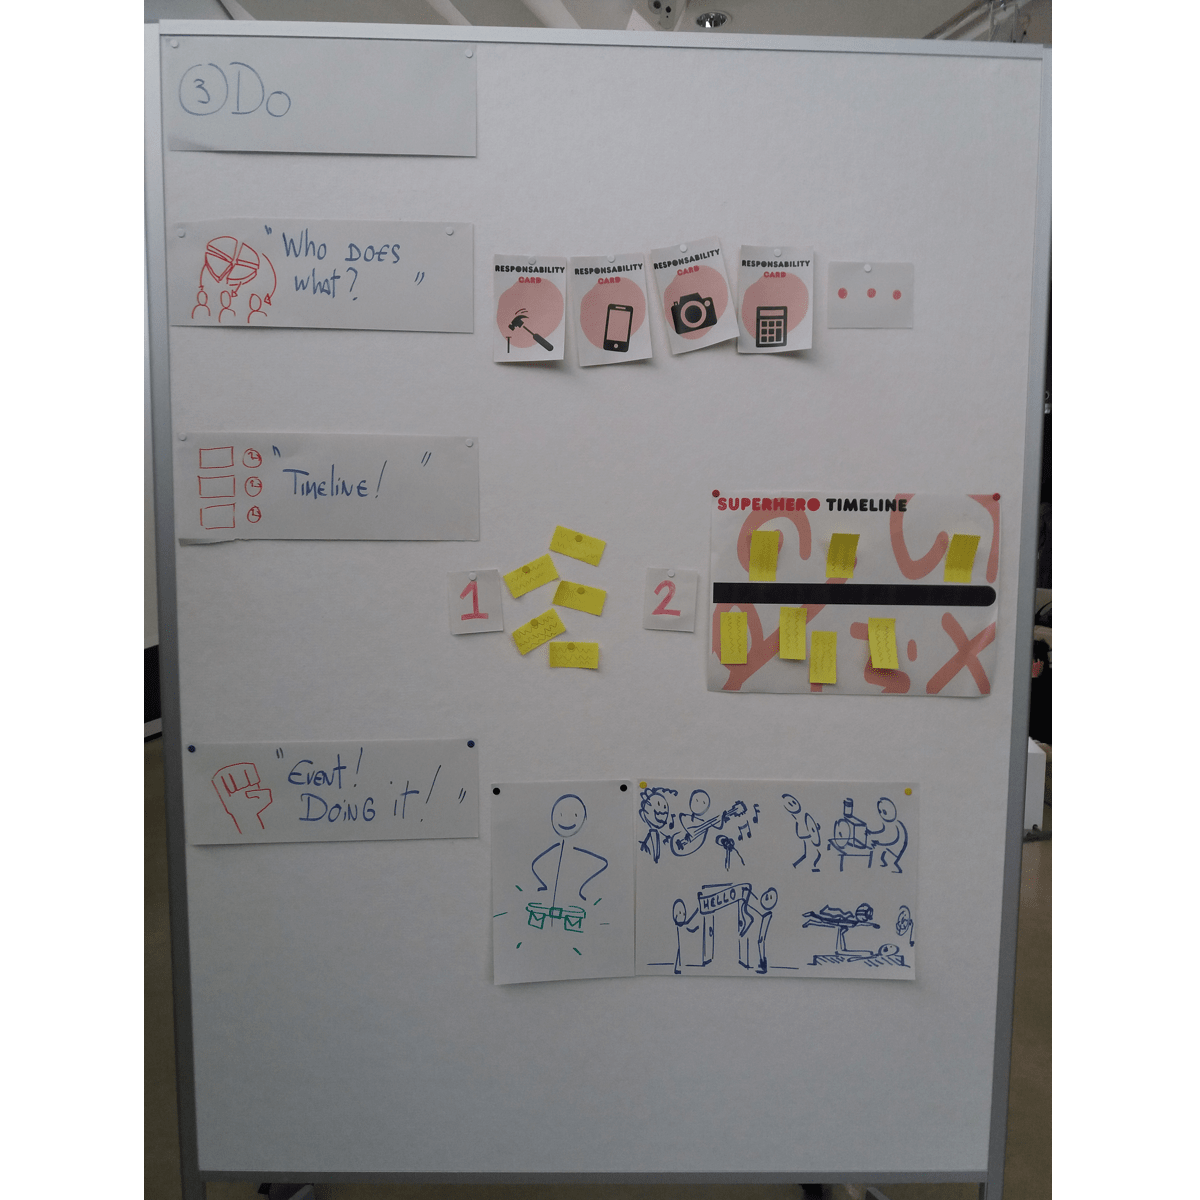 ③ Do
"Who DOES
what? "
RESPONSABILITY
CARD
RESPONSABILITY
CARD
RESPONSABILITY
CARD
RESPONSABILITY
CARD
"TIMELINE! "
SUPERHERO TIMELINE
1
2
"EVENT!
DOING iT! "
HELLO